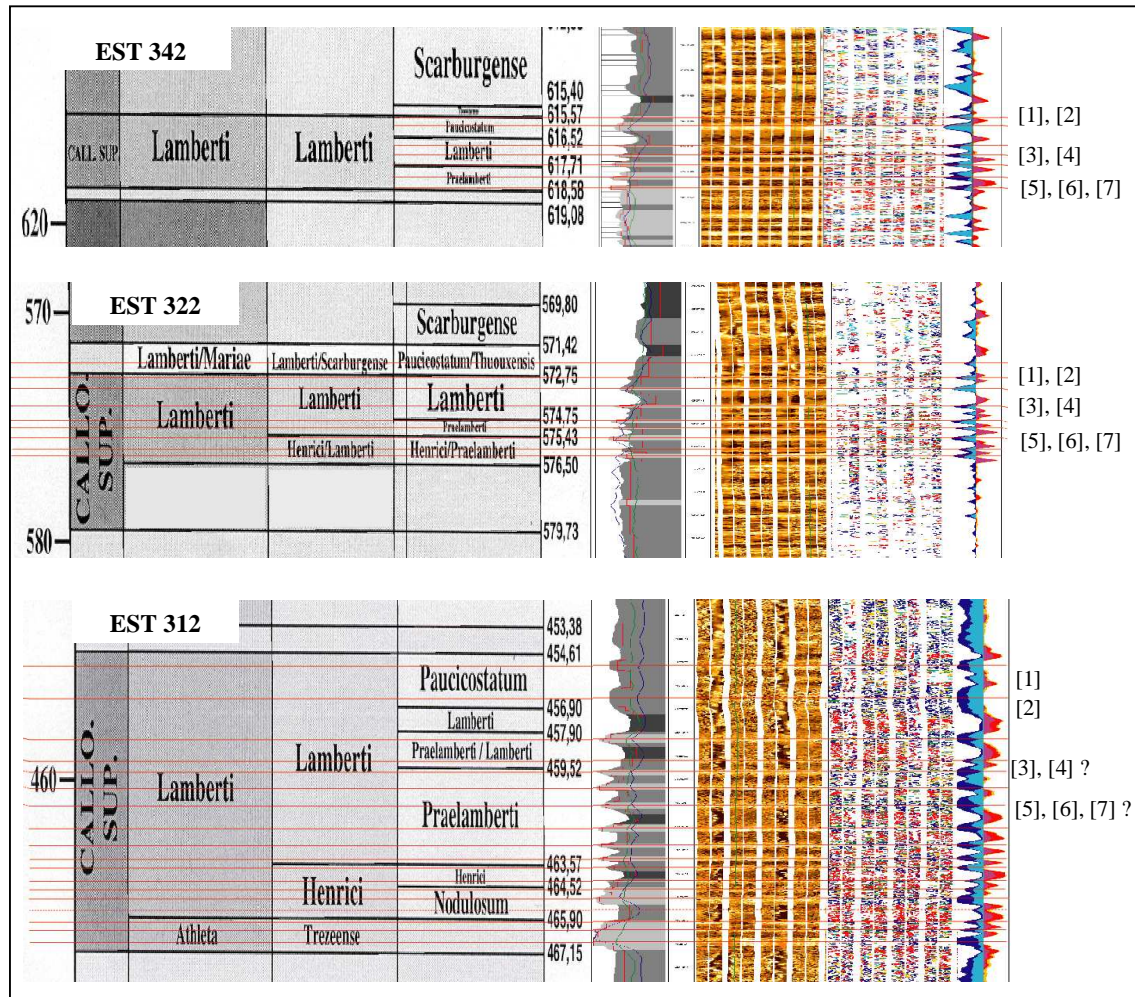 EST 342
Scarburgense
615,40
615,57
Paucicostatum
616,52
CALL. SUP.
Lamberti
Lamberti
Lamberti
617,71
Praelamberti
618,58
619,08
620
[1], [2]
[3], [4]
[5], [6], [7]
EST 322
570
569,80
Scarburgense
571,42
Lamberti/Mariae
Lamberti/Scarburgense
Paucicostatum/Thuouxensis
572,75
CALLO. SUP.
Lamberti
Lamberti
Lamberti
574,75
Praelamberti
575,43
Henrici/Lamberti
Henrici/Praelamberti
576,50
579,73
580
[1], [2]
[3], [4]
[5], [6], [7]
EST 312
453,38
454,61
Paucicostatum
456,90
Lamberti
457,90
Praelamberti / Lamberti
459,52
CALLO. SUP.
460
Lamberti
Lamberti
Praelamberti
463,57
Henrici
464,52
Henrici
Nodulosum
465,90
Athleta
Trezeense
467,15
[1]
[2]
[3], [4] ?
[5], [6], [7] ?